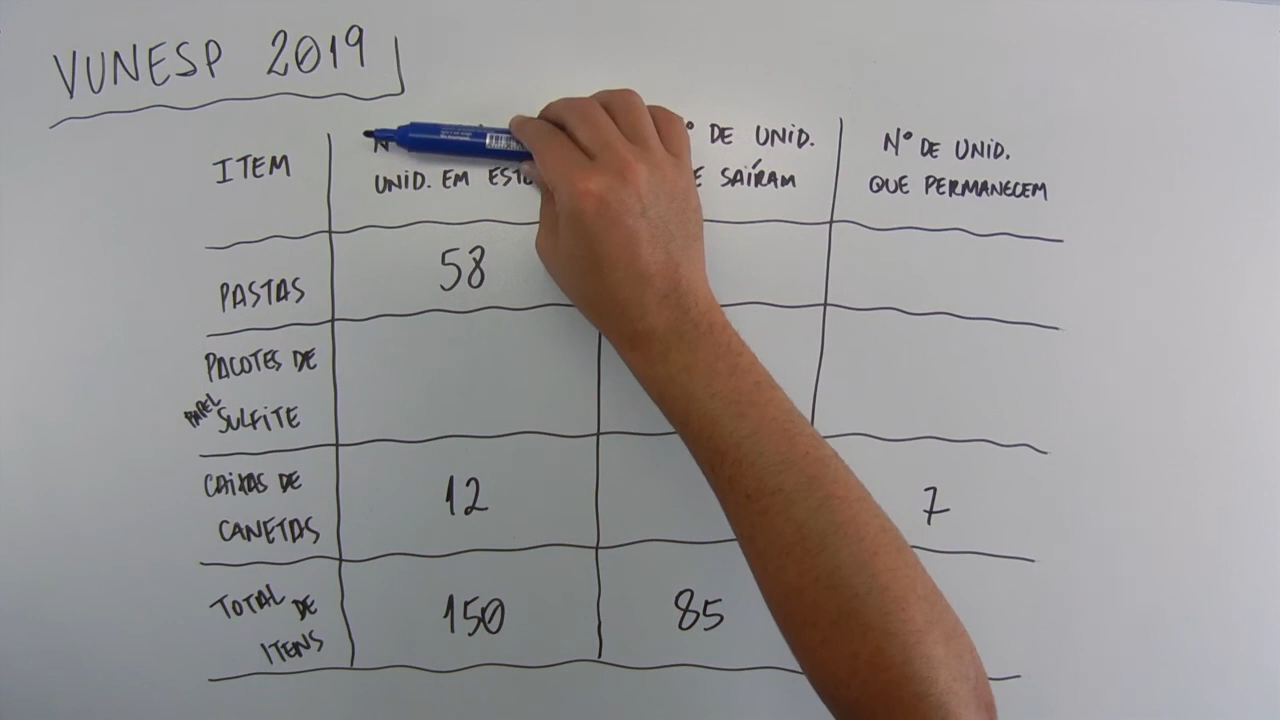 VUNESP 2019
ITEM
UNID. EM
DE UNID.
SAÍRAM
Nº DE UNID.
QUE PERMANECEM
PASTAS
58
PACOTES DE
PAPEL SULFITE
CAIXAS DE
CANETAS
12
7
TOTAL DE
ITENS
150
85